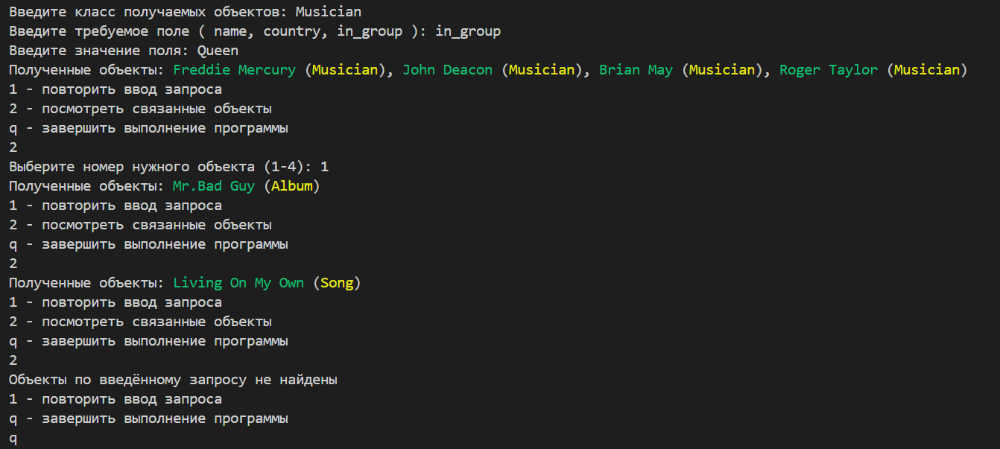 Введите класс получаемых объектов: Musician
Введите требуемое поле ( name, country, in_group ): in_group
Введите значение поля: Queen
Полученные объекты: Freddie Mercury (Musician), John Deacon (Musician), Brian May (Musician), Roger Taylor (Musician)
1 - повторить ввод запроса
2 - посмотреть связанные объекты
q - завершить выполнение программы
2
Выберите номер нужного объекта (1-4): 1
Полученные объекты: Mr.Bad Guy (Album)
1 - повторить ввод запроса
2 - посмотреть связанные объекты
q - завершить выполнение программы
2
Полученные объекты: Living On My Own (Song)
1 - повторить ввод запроса
2 - посмотреть связанные объекты
q - завершить выполнение программы
2
Объекты по введённому запросу не найдены
1 - повторить ввод запроса
q - завершить выполнение программы
q